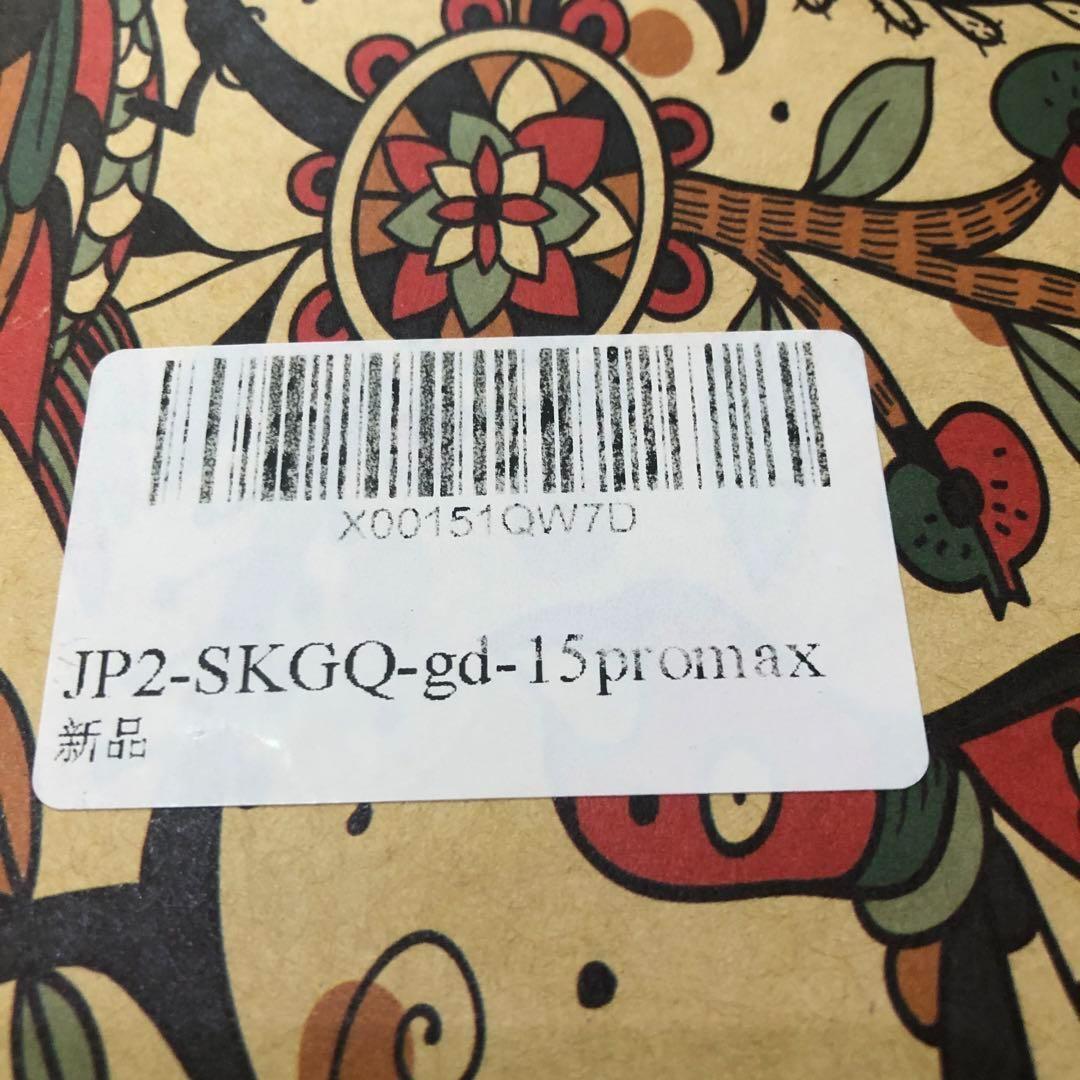 X00151QW7D
JP2-SKGQ-gd-15promax
新品